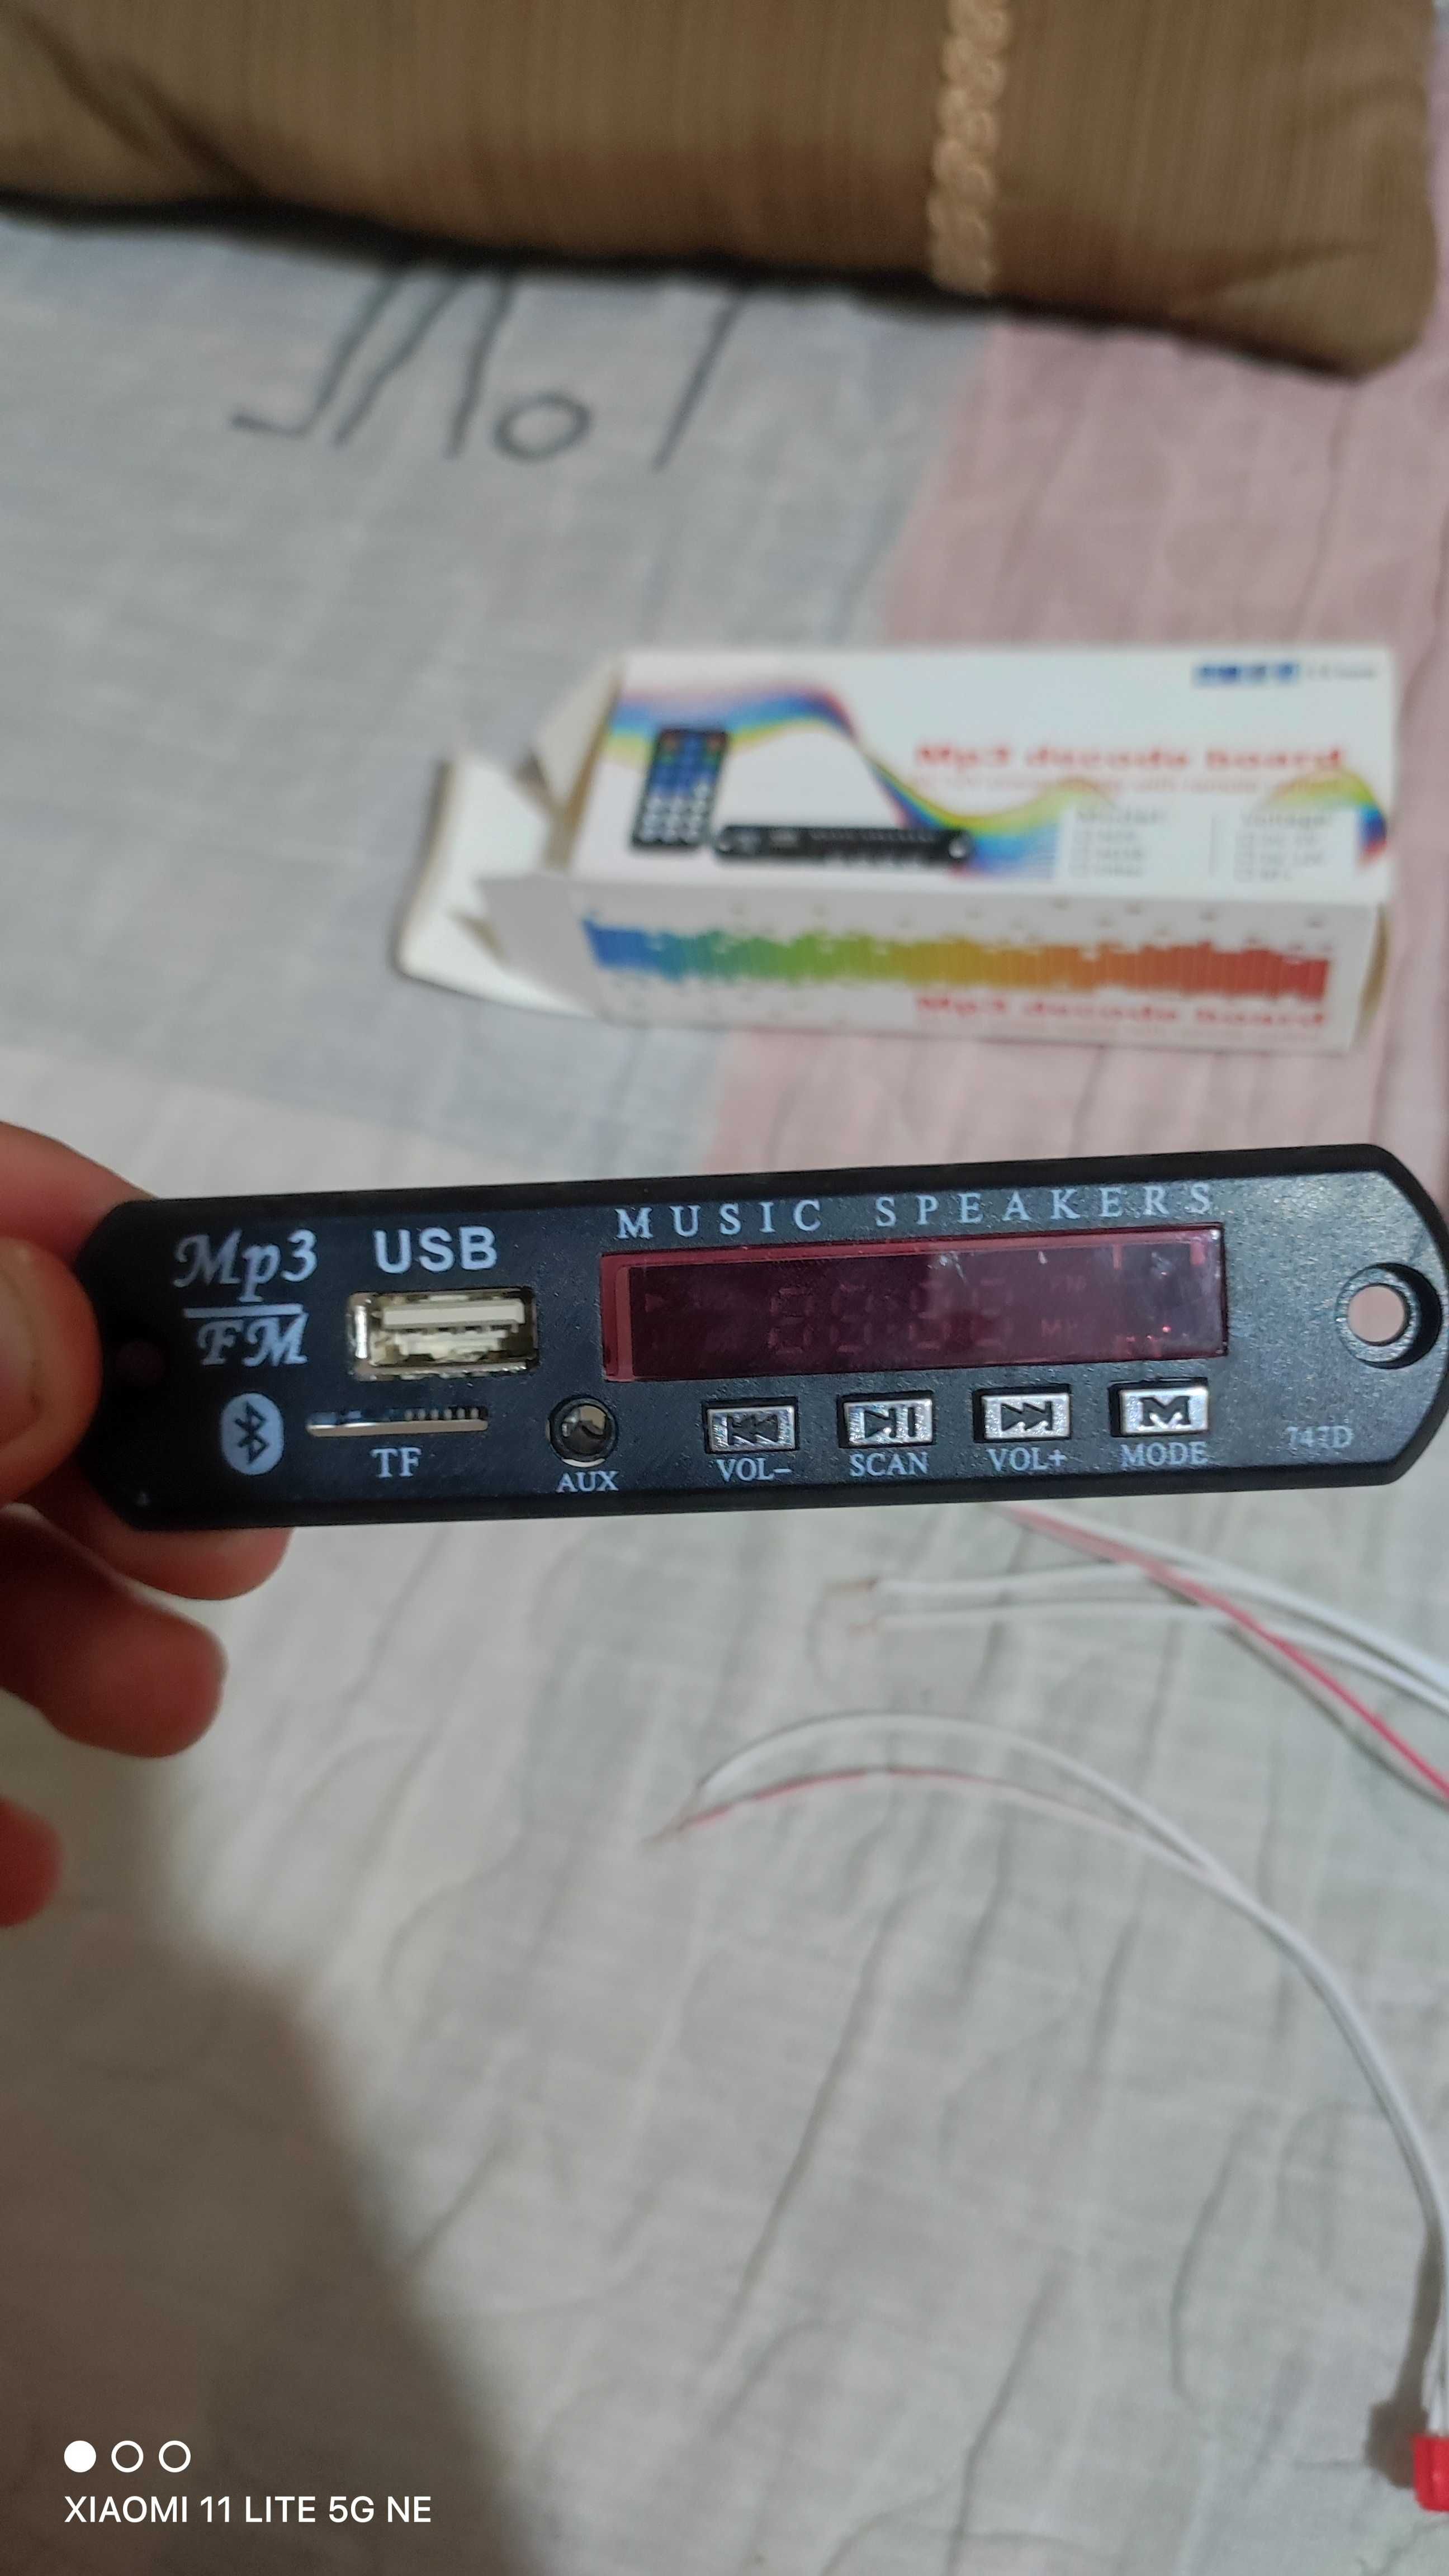 Mp3 decode board
Mp3 decode board
MUSIC SPEAKERS
Mp3
USB
FM
TF
AUX
VOL-
SCAN
VOL+
M
MODE
747D
XIAOMI 11 LITE 5G NE